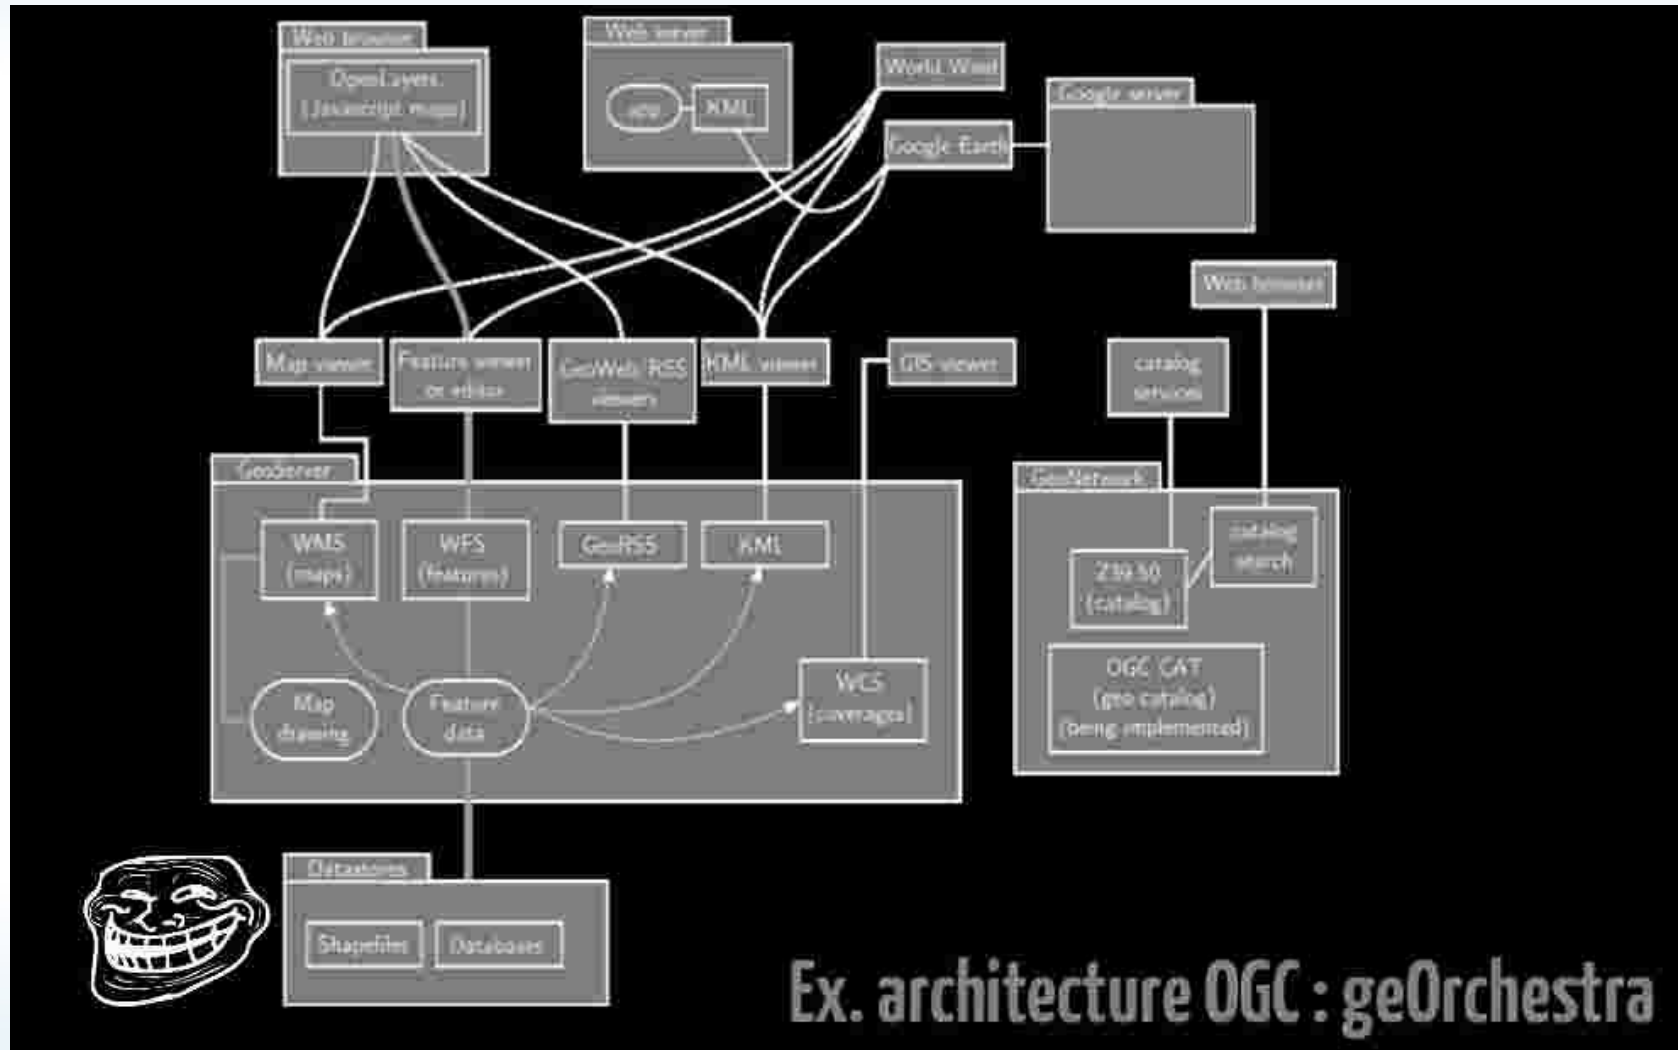 Web browser
OpenLayers
(Javascript maps)
Web server
app
KML
World Wind
Google Earth
Google server
Web browser
Map viewer
Feature viewer
or editor
GeoWeb RSS
viewers
KML viewer
GIS viewer
catalog
services
GeoServer
WMS
(maps)
WFS
(features)
GeoRSS
KML
Map
drawing
Feature
data
WCS
(coverages)
GeoNetwork
catalog
search
Z39.50
(catalog)
OGC CAT
(geo catalog)
(being implemented)
Datastores
Shapefiles
Databases
Ex. architecture OGC : geOrchestra